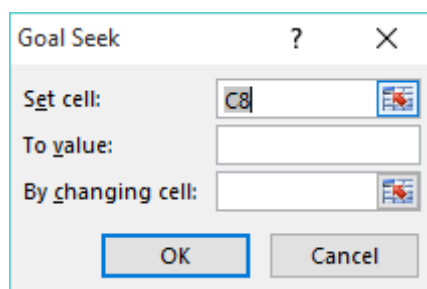 Goal Seek ?
Set cell: C8
To value:
By changing cell:
OK Cancel